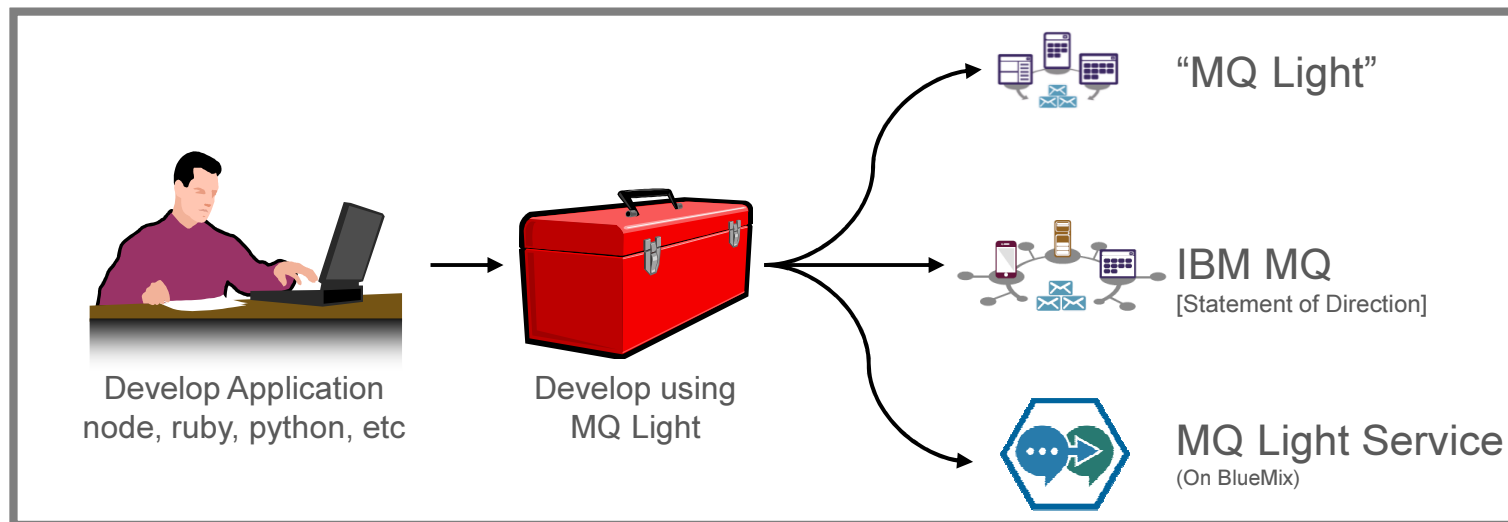 Develop Application
node, ruby, python, etc
Develop using
MQ Light
“MQ Light”
IBM MQ
[Statement of Direction]
MQ Light Service
(On BlueMix)